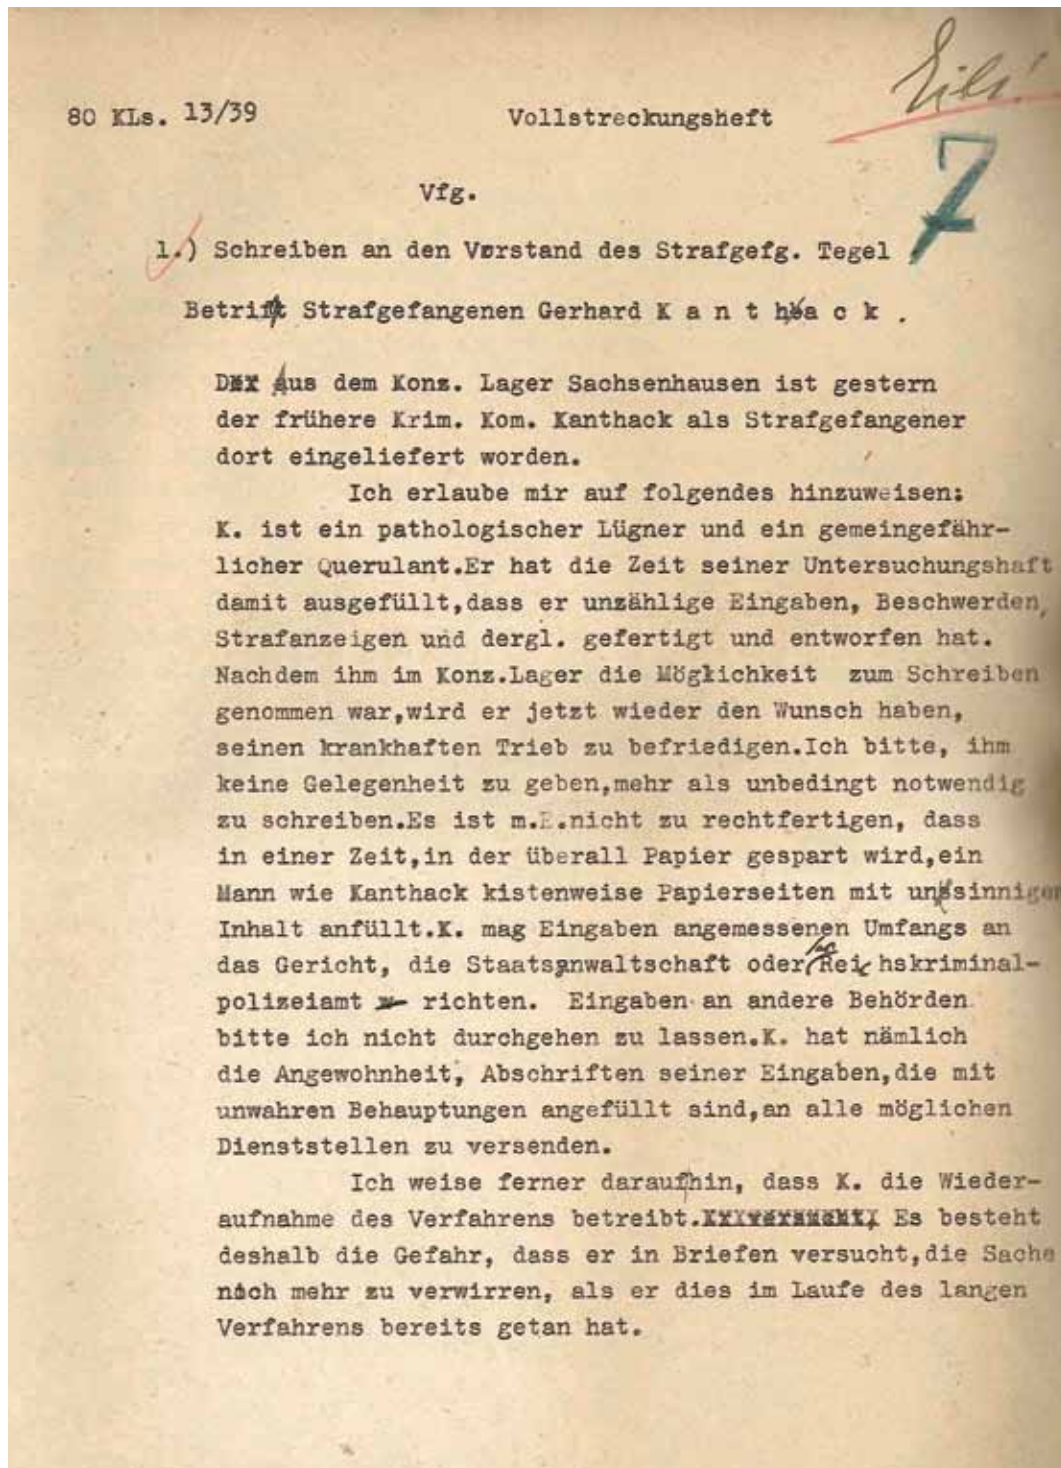 Eilt!
80 KLs. 13/39 Vollstreckungsheft
7
Vfg.
1.) Schreiben an den Vorstand des Strafgefg. Tegel
Betrifft Strafgefangenen Gerhard K a n t h a c k .
Aus dem Konz. Lager Sachsenhausen ist gestern
der frühere Krim. Kom. Kanthack als Strafgefangener
dort eingeliefert worden.
Ich erlaube mir auf folgendes hinzuweisen:
K. ist ein pathologischer Lügner und ein gemeingefähr-
licher Querulant.Er hat die Zeit seiner Untersuchungshaft
damit ausgefüllt,dass er unzählige Eingaben, Beschwerden,
Strafanzeigen und dergl. gefertigt und entworfen hat.
Nachdem ihm im Konz.Lager die Möglichkeit zum Schreiben
genommen war,wird er jetzt wieder den Wunsch haben,
seinen krankhaften Trieb zu befriedigen.Ich bitte, ihm
keine Gelegenheit zu geben,mehr als unbedingt notwendig
zu schreiben.Es ist m.E.nicht zu rechtfertigen, dass
in einer Zeit,in der überall Papier gespart wird,ein
Mann wie Kanthack kistenweise Papierseiten mit unsinnigen
Inhalt anfüllt.K. mag Eingaben angemessenen Umfangs an
das Gericht, die Staatsanwaltschaft oder Reichskriminal-
polizeiamt richten. Eingaben an andere Behörden
bitte ich nicht durchgehen zu lassen.K. hat nämlich
die Angewohnheit, Abschriften seiner Eingaben,die mit
unwahren Behauptungen angefüllt sind,an alle möglichen
Dienststellen zu versenden.
Ich weise ferner darauf hin, dass K. die Wieder-
aufnahme des Verfahrens betreibt. Es besteht
deshalb die Gefahr, dass er in Briefen versucht,die Sache
noch mehr zu verwirren, als er dies im Laufe des langen
Verfahrens bereits getan hat.